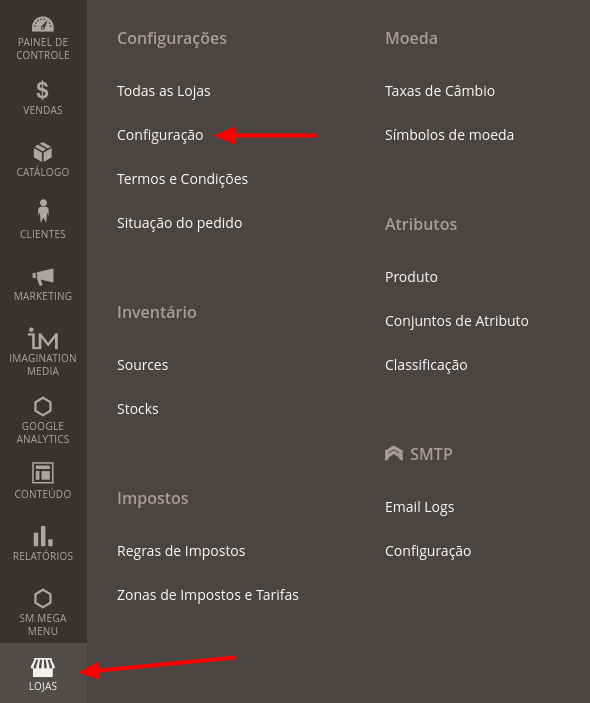 PAINEL DE
CONTROLE
VENDAS
CATÁLOGO
CLIENTES
MARKETING
iM
IMAGINATION
MEDIA
GOOGLE
ANALYTICS
CONTEÚDO
RELATÓRIOS
SM MEGA
MENU
LOJAS
Configurações
Todas as Lojas
Configuração
Termos e Condições
Situação do pedido
Inventário
Sources
Stocks
Impostos
Regras de Impostos
Zonas de Impostos e Tarifas
Moeda
Taxas de Câmbio
Símbolos de moeda
Atributos
Produto
Conjuntos de Atributo
Classificação
SMTP
Email Logs
Configuração